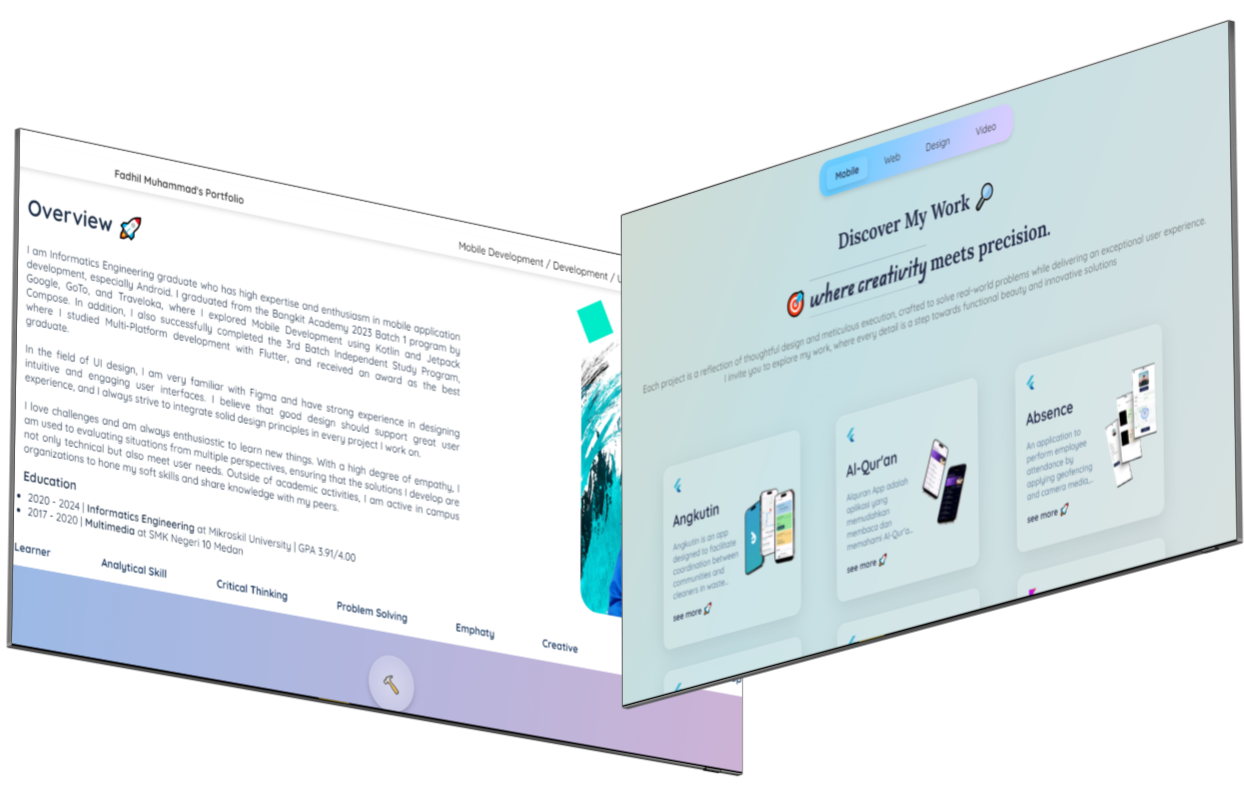 Fadhil Muhammad's Portfolio
Mobile Development / Development / U
Overview
I am Informatics Engineering graduate who has high expertise and enthusiasm in mobile application
development, especially Android. I graduated from the Bangkit Academy 2023 Batch 1 program by
Google, GoTo, and Traveloka, where I explored Mobile Development using Kotlin and Jetpack
Compose. In addition, I also successfully completed the 3rd Batch Independent Study Program,
where I studied Multi-Platform development with Flutter, and received an award as the best
graduate.
In the field of UI design, I am very familiar with Figma and have strong experience in designing
intuitive and engaging user interfaces. I believe that good design should support great user
experience, and I always strive to integrate solid design principles in every project I work on.
I love challenges and am always enthusiastic to learn new things. With a high degree of empathy, I
am used to evaluating situations from multiple perspectives, ensuring that the solutions I develop are
not only technical but also meet user needs. Outside of academic activities, I am active in campus
organizations to hone my soft skills and share knowledge with my peers.
Education
• 2020 - 2024 | Informatics Engineering at Mikroskil University | GPA 3.91/4.00
• 2017 - 2020 | Multimedia at SMK Negeri 10 Medan
Learner
Analytical Skill
Critical Thinking
Problem Solving
Emphaty
Creative
Mobile
Web
Design
Video
Discover My Work
where creativity meets precision.
Each project is a reflection of thoughtful design and meticulous execution, crafted to solve real-world problems while delivering an exceptional user experience.
I invite you to explore my work, where every detail is a step towards functional beauty and innovative solutions
Angkutin
Angkutin is an app
designed to facilitate
coordination between
communities and
cleaners in waste...
see more
Al-Qur'an
Alquran App adalah
aplikasi yang
memudahkan
membaca dan
memahami Al-Qur'a...
see more
Absence
An application to
perform employee
attendance by
applying geofencing
and camera media,...
see more